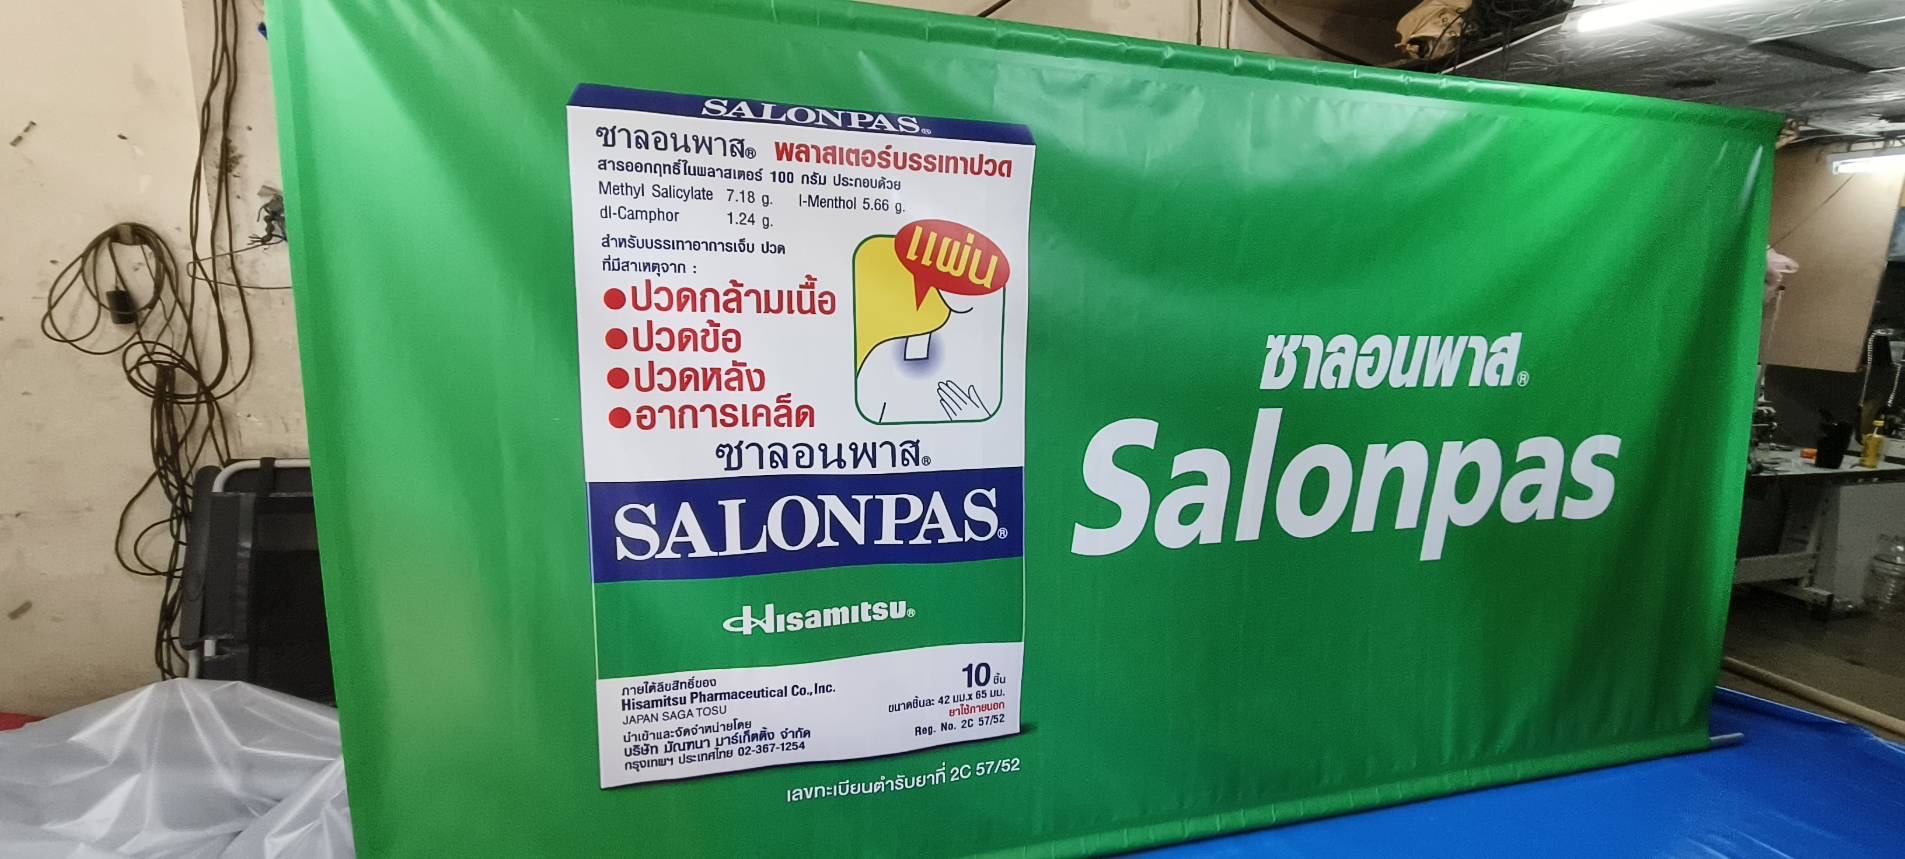 SALONPAS®
ซาลอนพาส® พลาสเตอร์บรรเทาปวด
สารออกฤทธิ์ในพลาสเตอร์ 100 กรัม ประกอบด้วย
Methyl Salicylate 7.18 g. l-Menthol 5.66 g.
dl-Camphor 1.24 g.
สำหรับบรรเทาอาการเจ็บ ปวด
ที่มีสาเหตุจาก :
แผ่น
●ปวดกล้ามเนื้อ
●ปวดข้อ
●ปวดหลัง
●อาการเคล็ด
ซาลอนพาส®
SALONPAS®
Hisamitsu®
ภายใต้ลิขสิทธิ์ของ
Hisamitsu Pharmaceutical Co.,Inc.
JAPAN SAGA TOSU
นำเข้าและจัดจำหน่ายโดย
บริษัท มัณฑนา มาร์เก็ตติ้ง จำกัด
กรุงเทพฯ ประเทศไทย 02-367-1254
10 ชิ้น
ขนาดชิ้นละ 42 มม.x 65 มม.
ยาใช้ภายนอก
Reg. No. 2C 57/52
เลขทะเบียนตำรับยาที่ 2C 57/52
ซาลอนพาส®
Salonpas